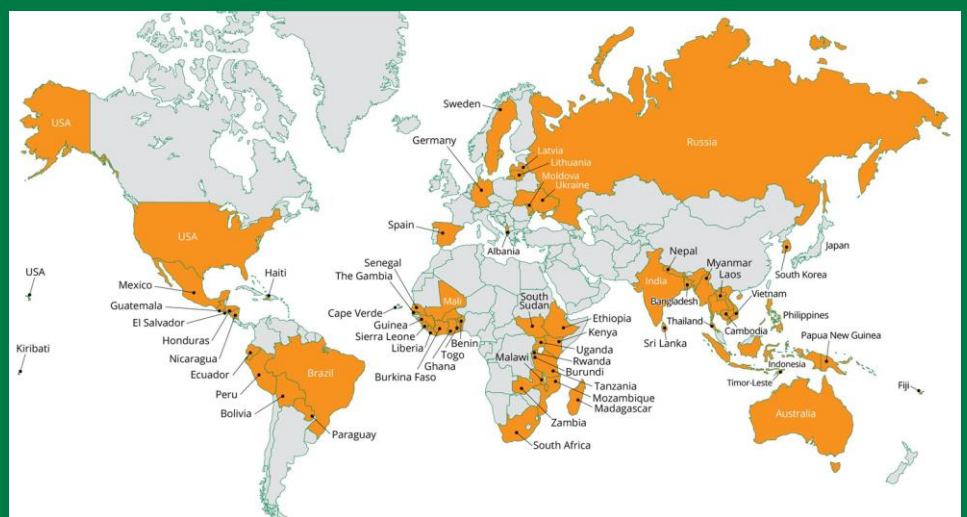 USA
USA
USA
Kiribati
Mexico
Guatemala
El Salvador
Honduras
Nicaragua
Haiti
Ecuador
Peru
Bolivia
Brazil
Paraguay
Sweden
Germany
Latvia
Lithuania
Moldova
Ukraine
Russia
Spain
Albania
Senegal
The Gambia
Cape Verde
Guinea
Sierra Leone
Liberia
Burkina Faso
Mali
Ghana
Togo
Benin
South
Sudan
Ethiopia
Kenya
Uganda
Rwanda
Burundi
Malawi
Tanzania
Mozambique
Madagascar
Zambia
South Africa
Nepal
India
Bangladesh
Myanmar
Laos
Sri Lanka
Thailand
Vietnam
Cambodia
South Korea
Japan
Philippines
Papua New Guinea
Indonesia
Timor-Leste
Fiji
Australia